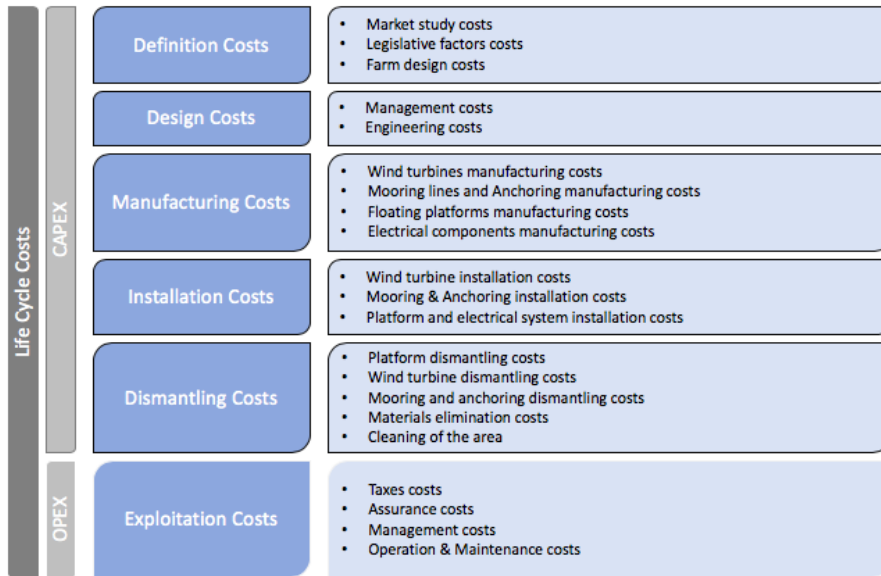 Life Cycle Costs
CAPEX
Definition Costs
• Market study costs
• Legislative factors costs
• Farm design costs
Design Costs
• Management costs
• Engineering costs
Manufacturing Costs
• Wind turbines manufacturing costs
• Mooring lines and Anchoring manufacturing costs
• Floating platforms manufacturing costs
• Electrical components manufacturing costs
Installation Costs
• Wind turbine installation costs
• Mooring & Anchoring installation costs
• Platform and electrical system installation costs
Dismantling Costs
• Platform dismantling costs
• Wind turbine dismantling costs
• Mooring and anchoring dismantling costs
• Materials elimination costs
• Cleaning of the area
OPEX
Exploitation Costs
• Taxes costs
• Assurance costs
• Management costs
• Operation & Maintenance costs